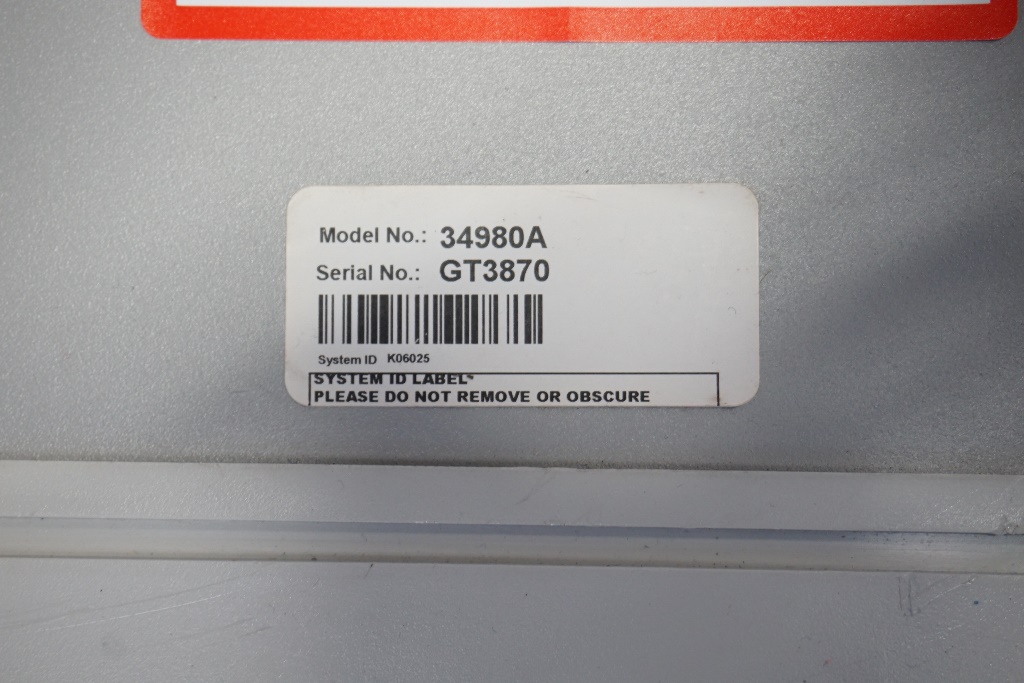 Model No.: 34980A
Serial No.: GT3870
System ID K06025
SYSTEM ID LABEL
PLEASE DO NOT REMOVE OR OBSCURE